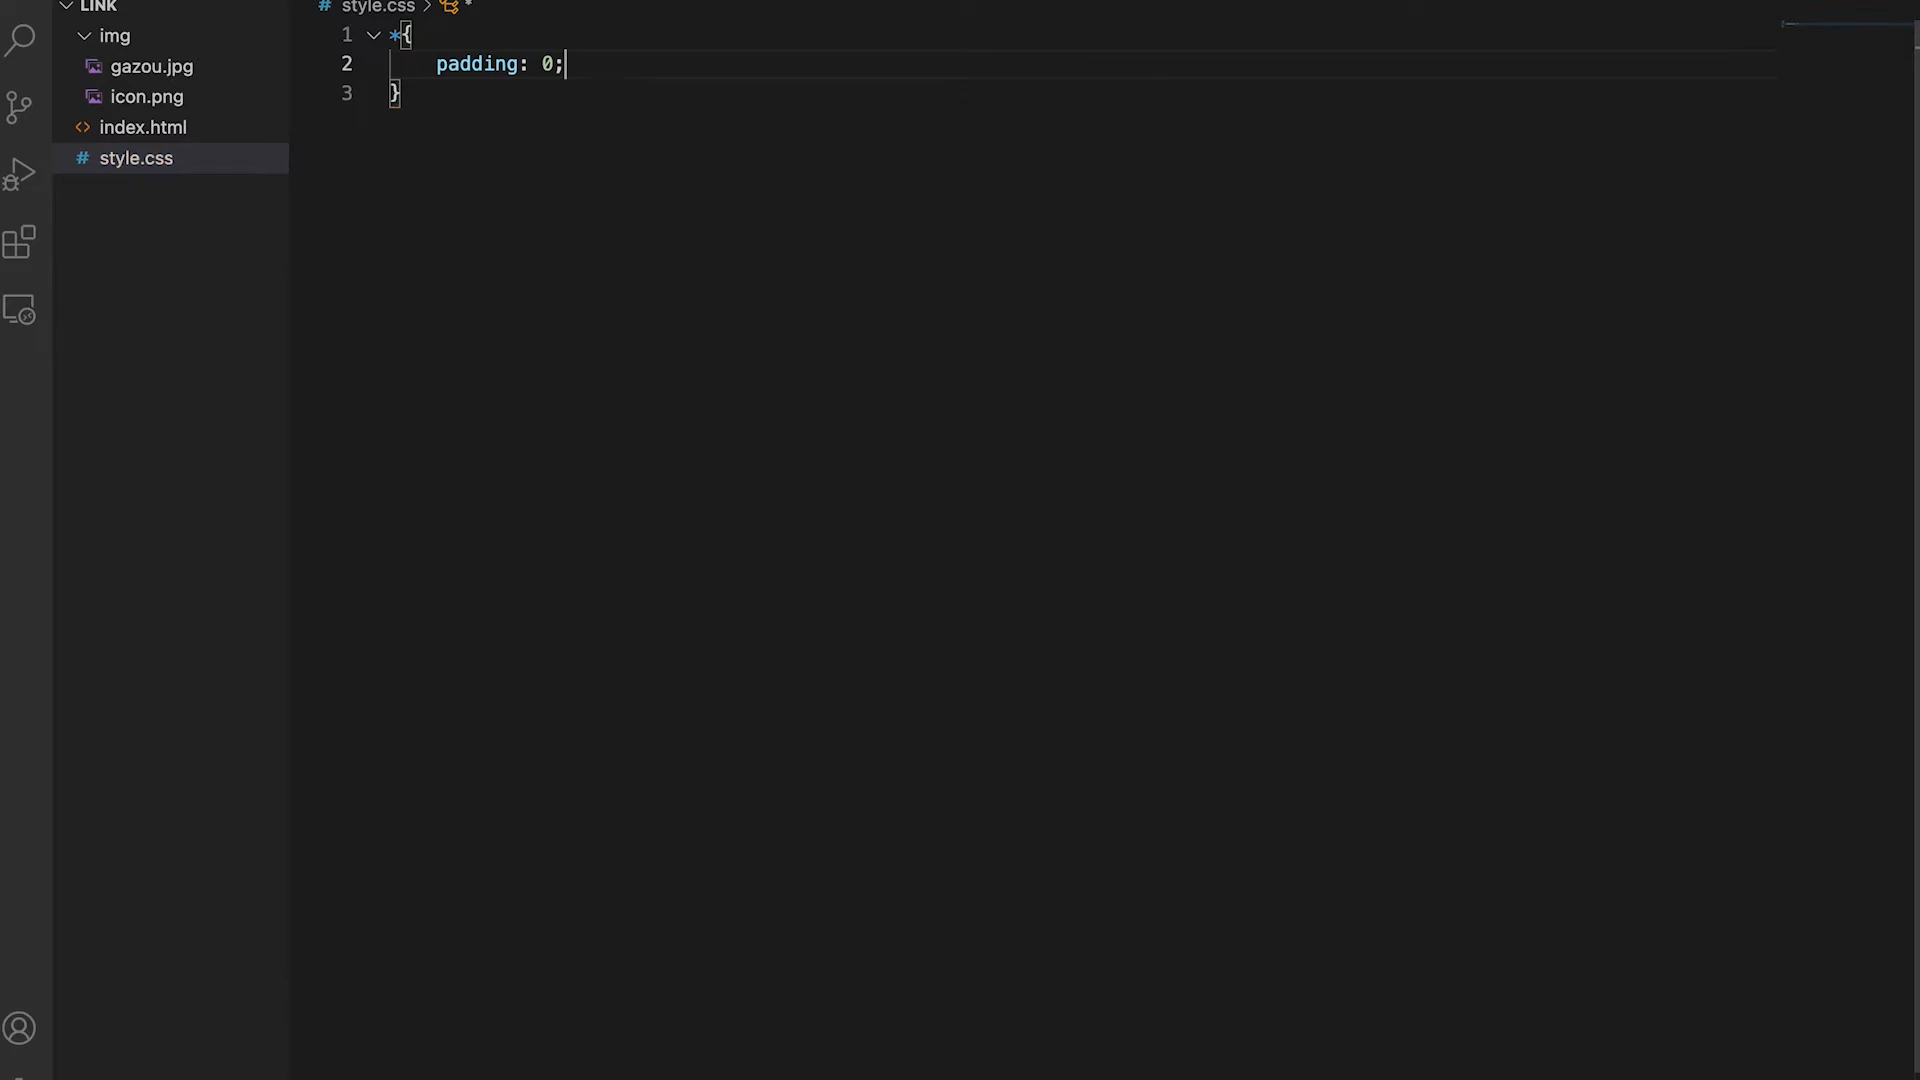 LINK
img
gazou.jpg
icon.png
index.html
style.css
# style.css > *
1 *{
2 padding: 0;
3 }